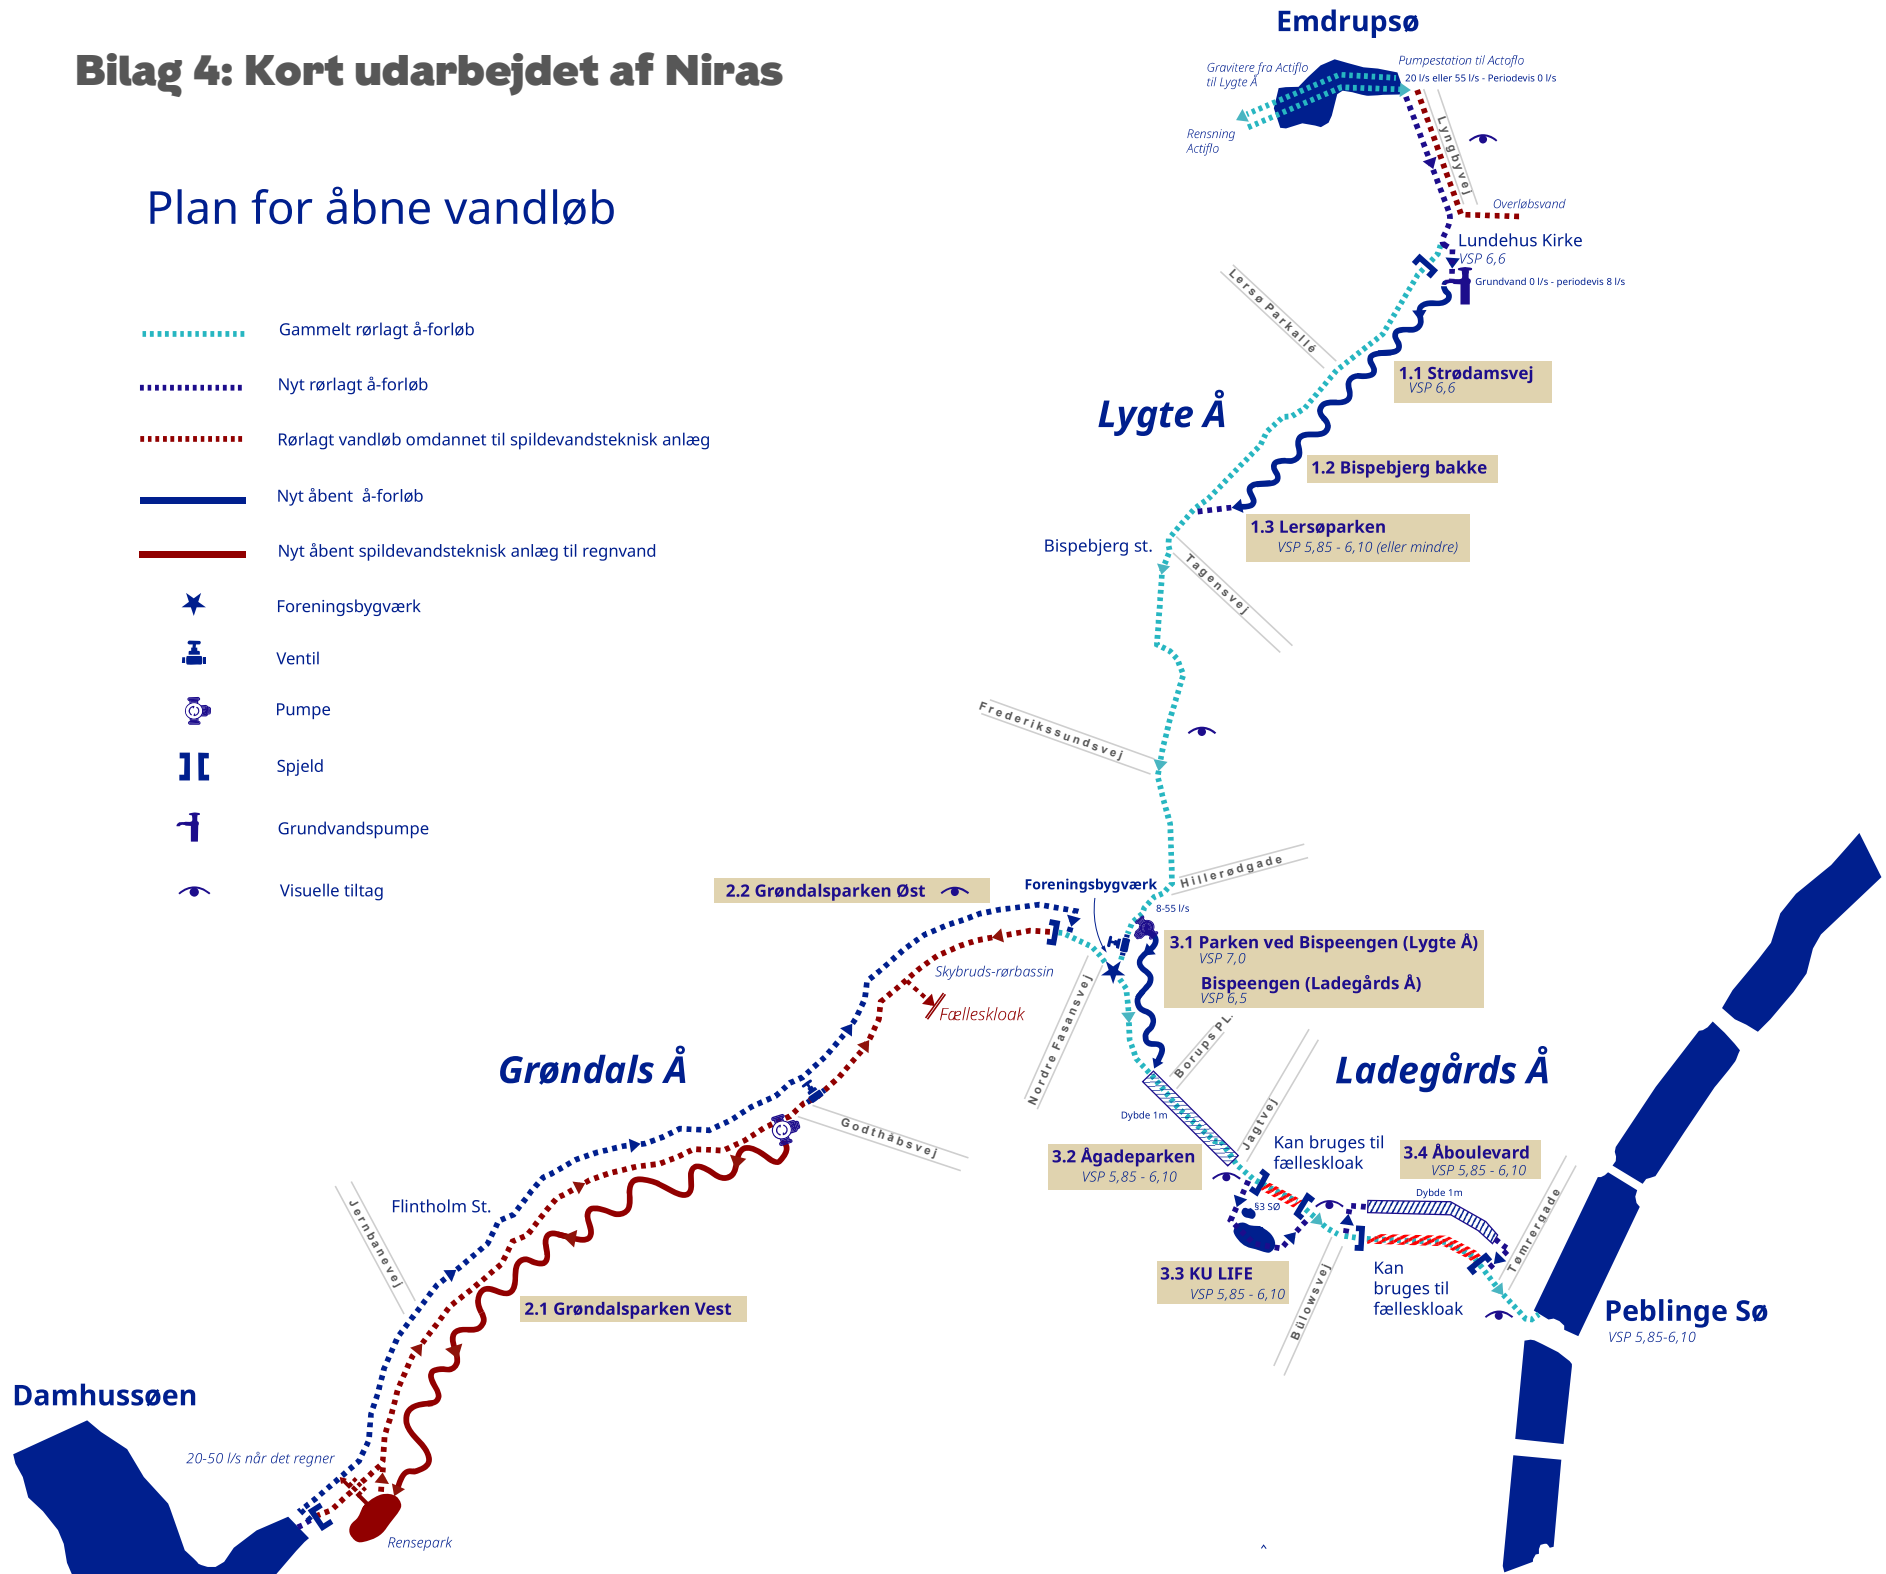 Bilag 4: Kort udarbejdet af Niras
Plan for åbne vandløb
Gammelt rørlagt å-forløb
Nyt rørlagt å-forløb
Rørlagt vandløb omdannet til spildevandsteknisk anlæg
Nyt åbent å-forløb
Nyt åbent spildevandsteknisk anlæg til regnvand
Foreningsbygværk
Ventil
Pumpe
Spjeld
Grundvandspumpe
Visuelle tiltag
Emdrupsø
Gravitere fra Actiflo
til Lygte Å
Pumpestation til Actoflo
20 l/s eller 55 l/s - Periodevis 0 l/s
Rensning
Actiflo
Lyngbyvej
Overløbsvand
Lundehus Kirke
VSP 6,6
Grundvand 0 l/s - periodevis 8 l/s
Lersø Parkallé
1.1 Strødamsvej
VSP 6,6
Lygte Å
1.2 Bispebjerg bakke
1.3 Lersøparken
VSP 5,85 - 6,10 (eller mindre)
Bispebjerg st.
Tagensvej
Frederikssundsvej
Hillerødgade
2.2 Grøndalsparken Øst
Foreningsbygværk
8-55 l/s
3.1 Parken ved Bispeengen (Lygte Å)
VSP 7,0
Bispeengen (Ladegårds Å)
VSP 6,5
Skybruds-rørbassin
Fælleskloak
Nordre Fasansvej
Borups PL.
Grøndals Å
Ladegårds Å
Dybde 1m
Jagtvej
Godthåbsvej
3.2 Ågadeparken
VSP 5,85 - 6,10
Kan bruges til
fælleskloak
3.4 Åboulevard
VSP 5,85 - 6,10
Dybde 1m
§3 SØ
Tømrergade
Flintholm St.
Jernbanevej
3.3 KU LIFE
VSP 5,85 - 6,10
Bülowsvej
Kan
bruges til
fælleskloak
2.1 Grøndalsparken Vest
Peblinge Sø
VSP 5,85-6,10
Damhussøen
20-50 l/s når det regner
Rensepark
^